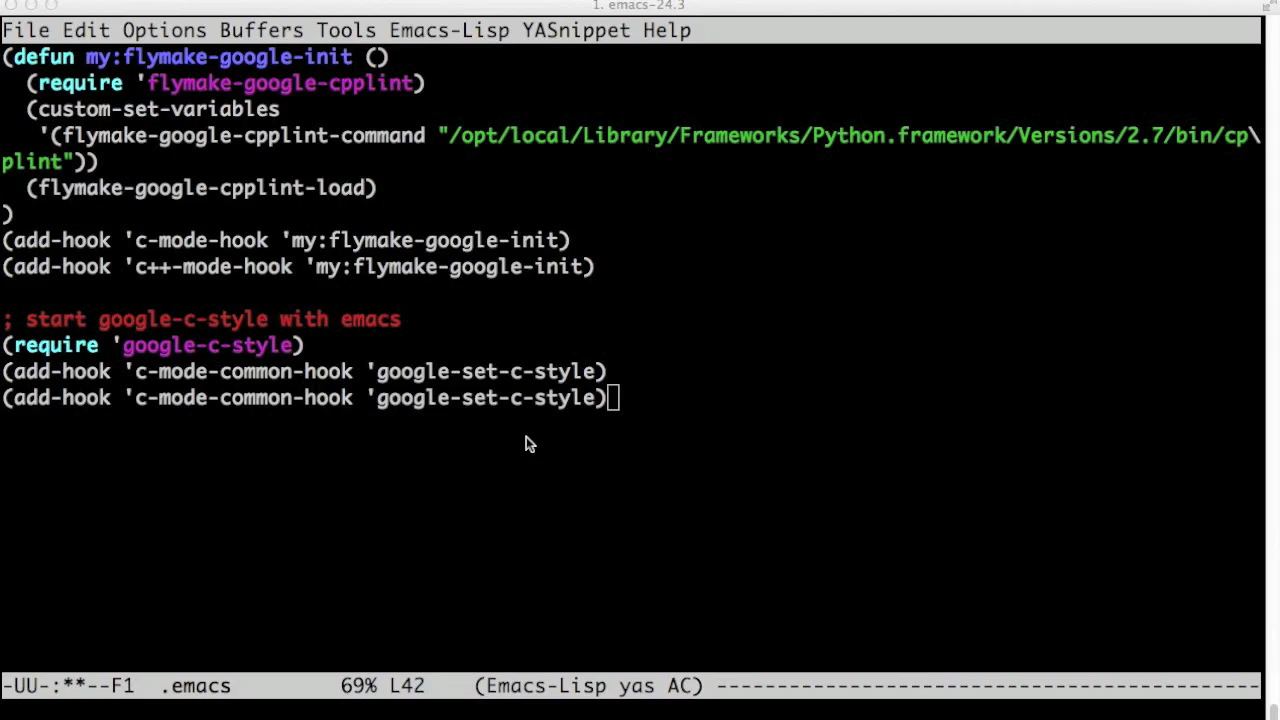 1. emacs-24.3
File Edit Options Buffers Tools Emacs-Lisp YASnippet Help
(defun my:flymake-google-init ()
  (require 'flymake-google-cpplint)
  (custom-set-variables
   '(flymake-google-cpplint-command "/opt/local/Library/Frameworks/Python.framework/Versions/2.7/bin/cp\
plint"))
  (flymake-google-cpplint-load)
)
(add-hook 'c-mode-hook 'my:flymake-google-init)
(add-hook 'c++-mode-hook 'my:flymake-google-init)
; start google-c-style with emacs
(require 'google-c-style)
(add-hook 'c-mode-common-hook 'google-set-c-style)
(add-hook 'c-mode-common-hook 'google-set-c-style)
-UU-:**--F1  .emacs         69% L42    (Emacs-Lisp yas AC) ---------------------------------------------